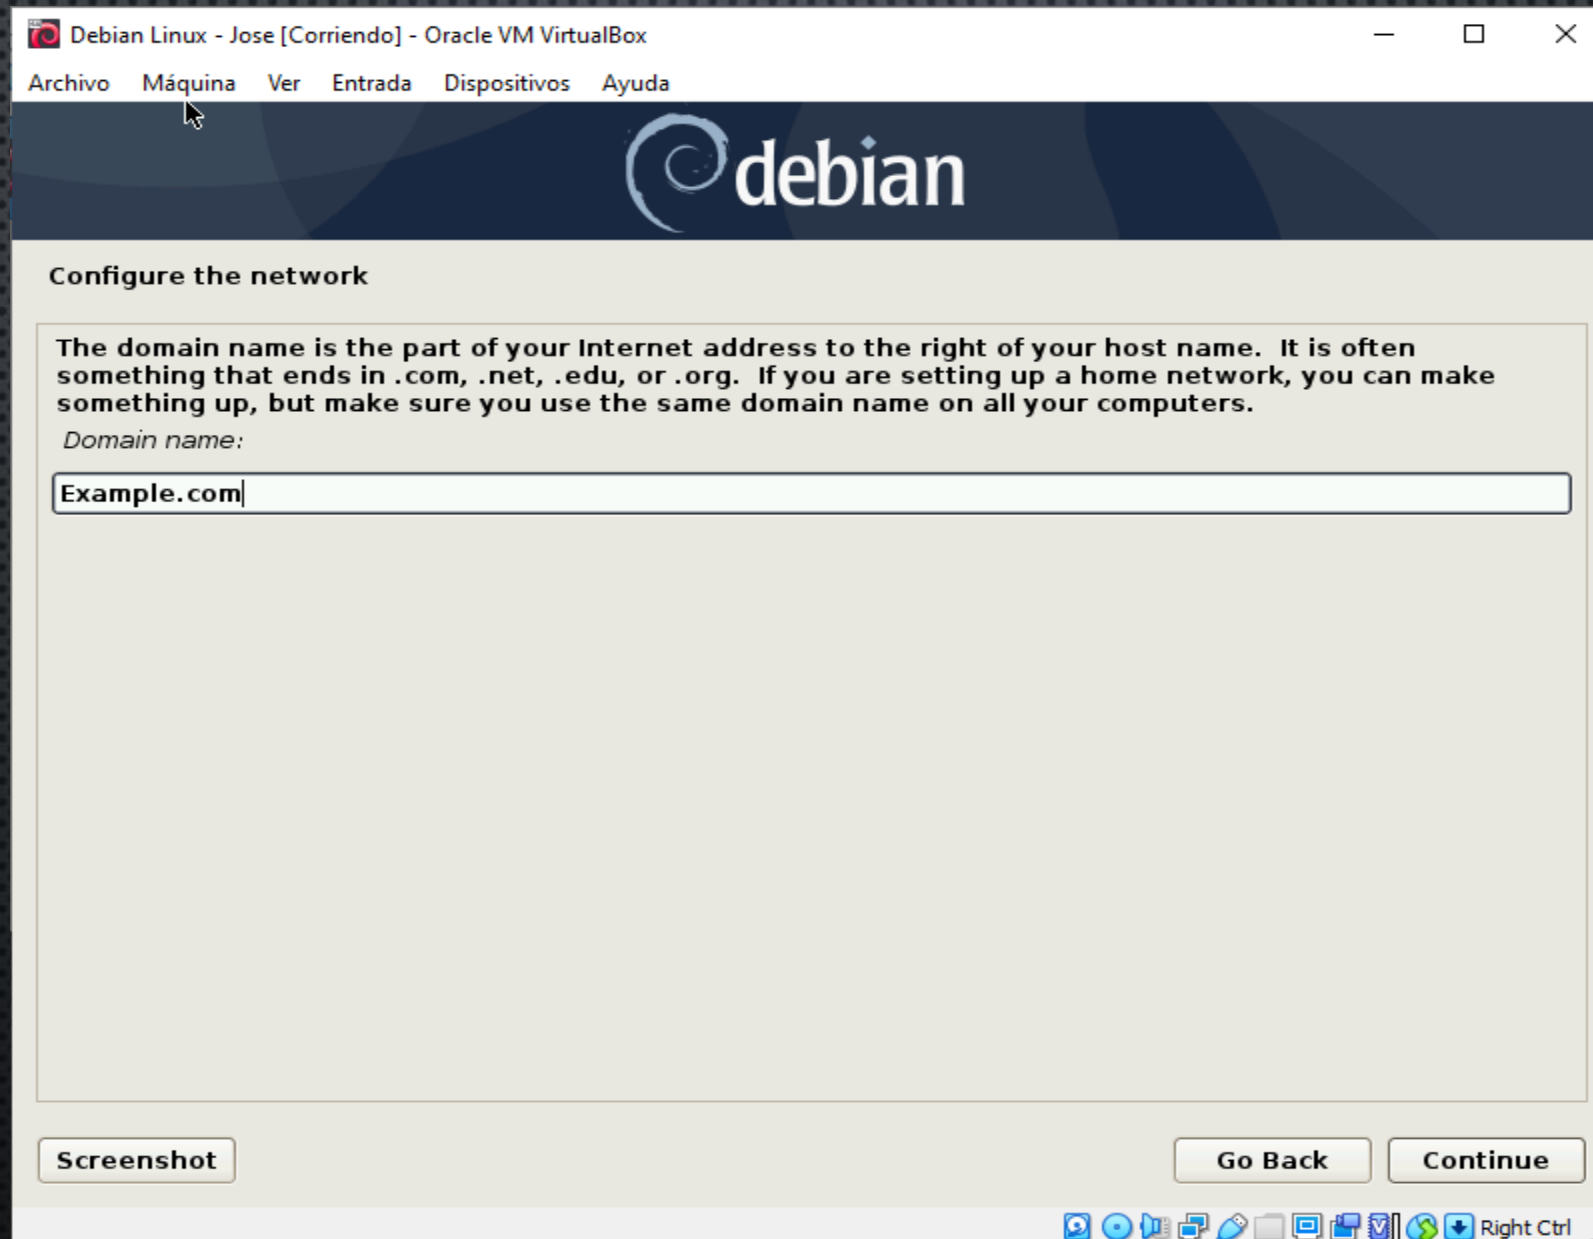 Debian Linux - Jose [Corriendo] - Oracle VM VirtualBox
Archivo Máquina Ver Entrada Dispositivos Ayuda
debian
Configure the network
The domain name is the part of your Internet address to the right of your host name.  It is often
something that ends in .com, .net, .edu, or .org.  If you are setting up a home network, you can make
something up, but make sure you use the same domain name on all your computers.
Domain name:
Example.com
Screenshot Go Back Continue
Right Ctrl